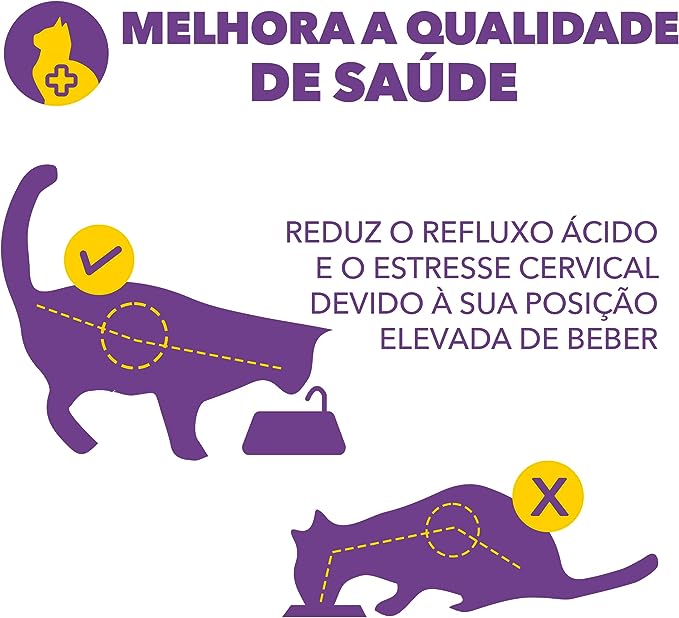 MELHORA A QUALIDADE
DE SAÚDE
REDUZ O REFLUXO ÁCIDO
E O ESTRESSE CERVICAL
DEVIDO À SUA POSIÇÃO
ELEVADA DE BEBER
X